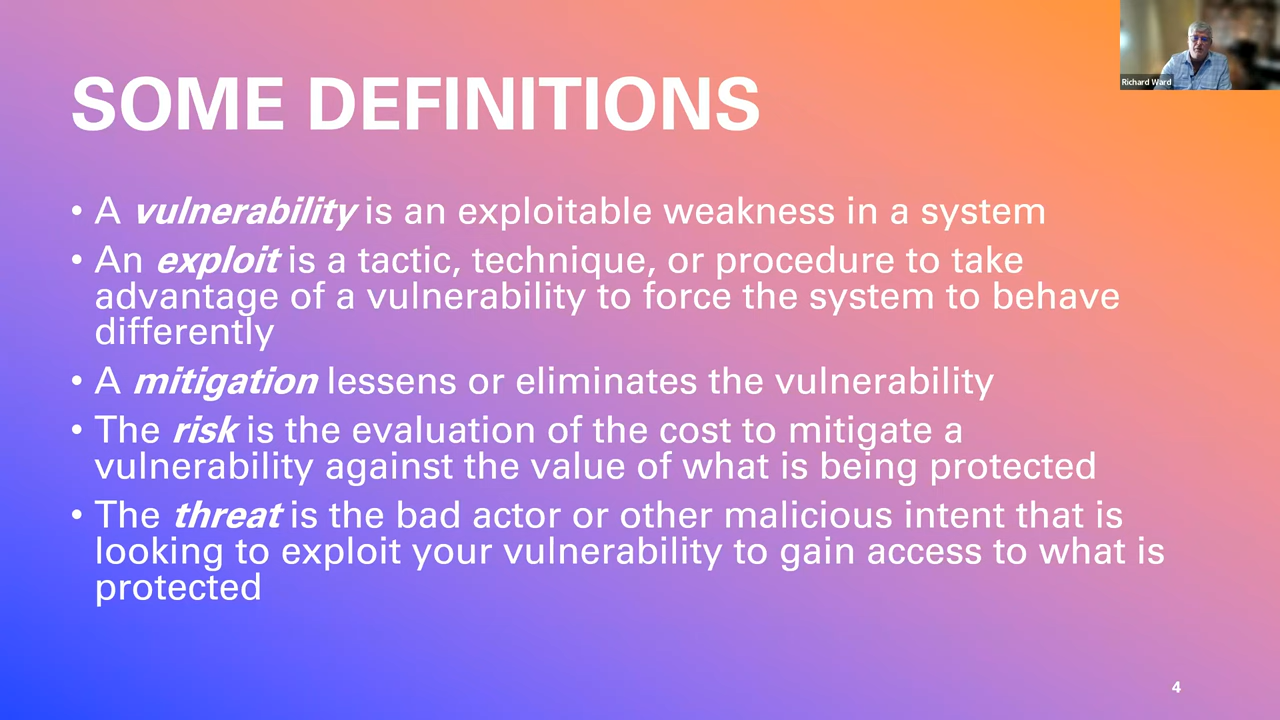 Richard Ward
SOME DEFINITIONS
• A vulnerability is an exploitable weakness in a system
• An exploit is a tactic, technique, or procedure to take
advantage of a vulnerability to force the system to behave
differently
• A mitigation lessens or eliminates the vulnerability
• The risk is the evaluation of the cost to mitigate a
vulnerability against the value of what is being protected
• The threat is the bad actor or other malicious intent that is
looking to exploit your vulnerability to gain access to what is
protected
4